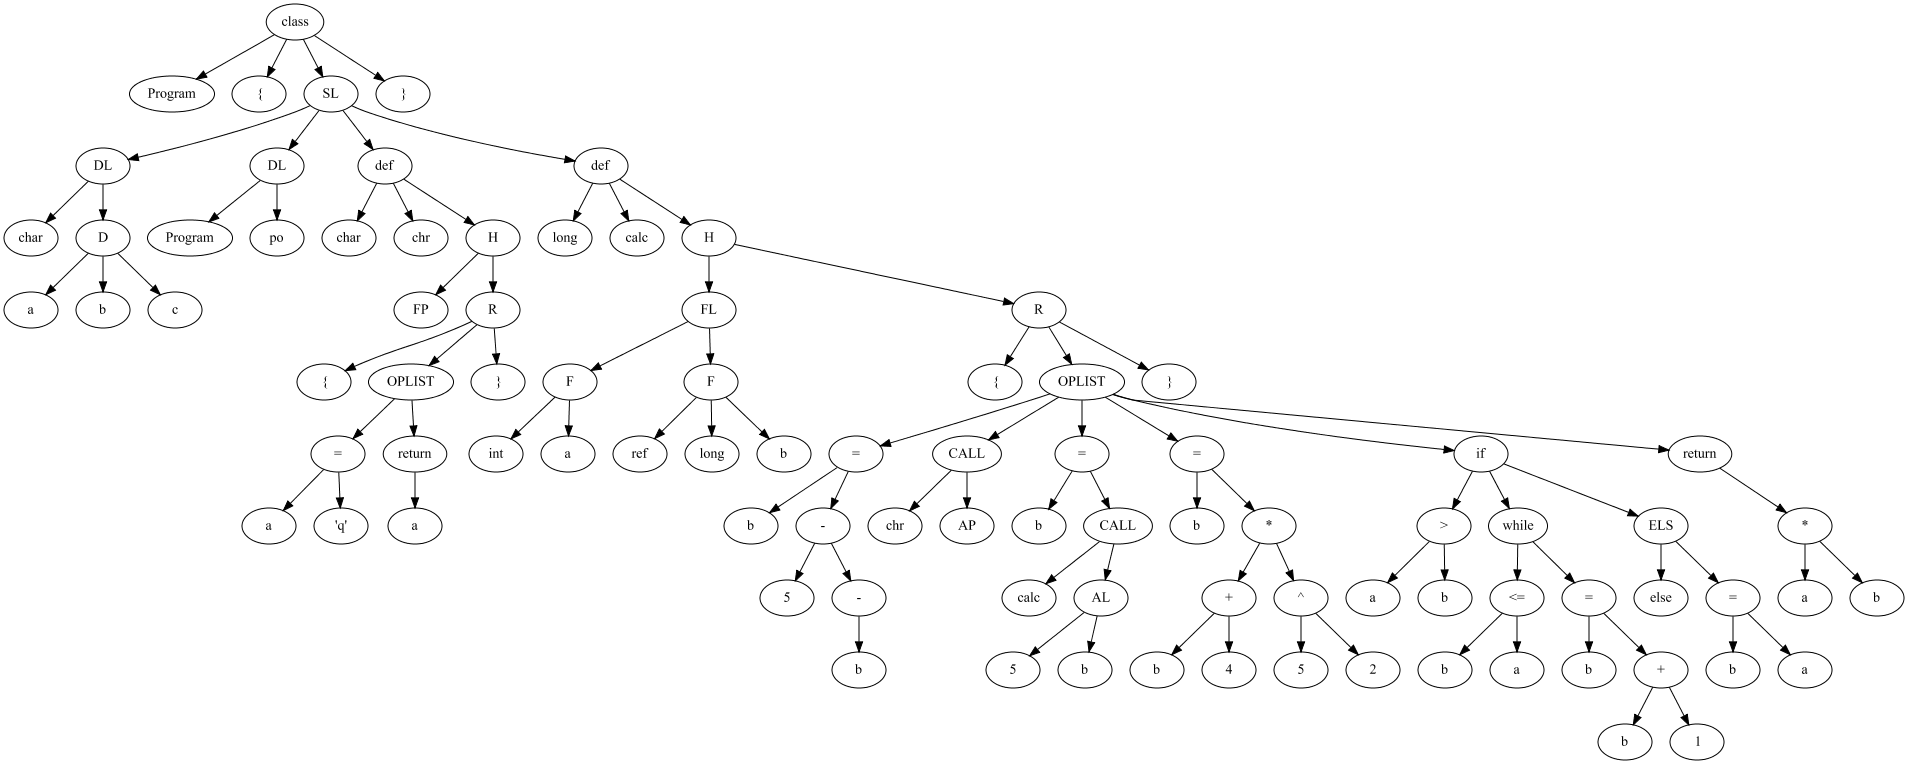 class
Program { SL }
DL DL def def
char D Program po char chr H long calc H
a b c FP R FL R
{ OPLIST } F F { OPLIST }
= return int a ref long b = CALL = = if return
a 'q' a b - chr AP b CALL b * > while ELS *
5 - calc AL + ^ a b <= = else = a b
b 5 b b 4 5 2 b a b + b a
b 1